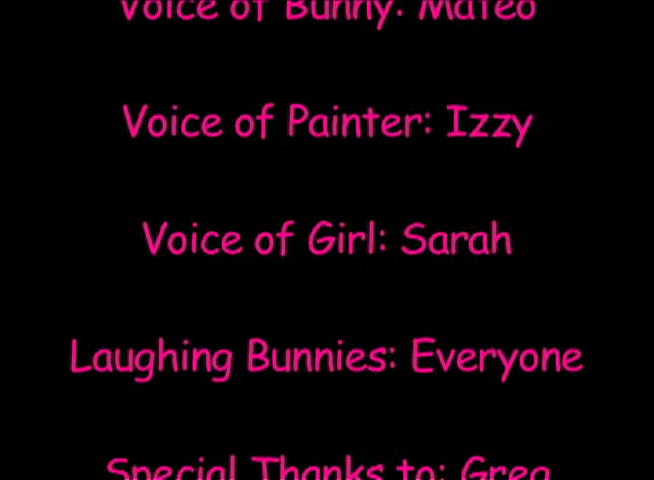 Voice of Bunny: Mateo
Voice of Painter: Izzy
Voice of Girl: Sarah
Laughing Bunnies: Everyone
Special Thanks to: Greg